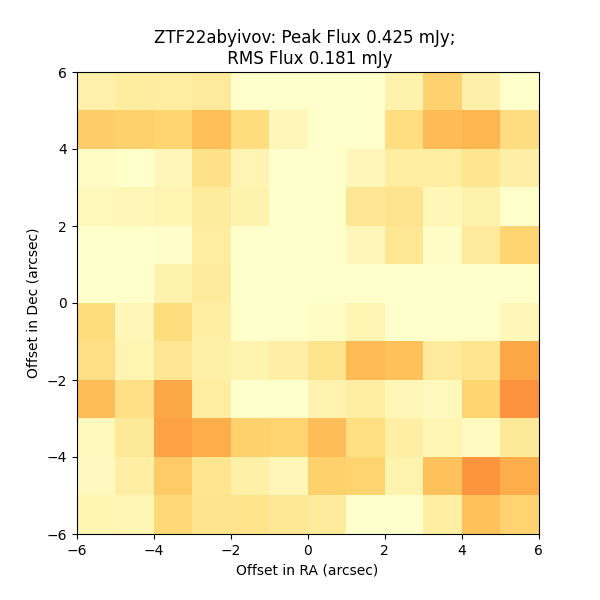 ZTF22abyivov: Peak Flux 0.425 mJy;
RMS Flux 0.181 mJy
6
4
2
0
−2
−4
−6
Offset in Dec (arcsec)
−6 −4 −2 0 2 4 6
Offset in RA (arcsec)